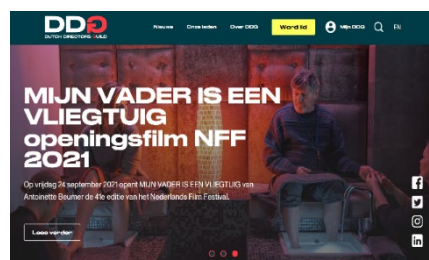 DDG
DUTCH DIRECTORS GUILD
Nieuws Onze leden Over DDG Word lid Mijn DDG EN
MIJN VADER IS EEN
VLIEGTUIG
openingsfilm NFF
2021
Op vrijdag 24 september 2021 opent MIJN VADER IS EEN VLIEGTUIG van
Antoinette Beumer de 41e editie van het Nederlands Film Festival.
Lees verder